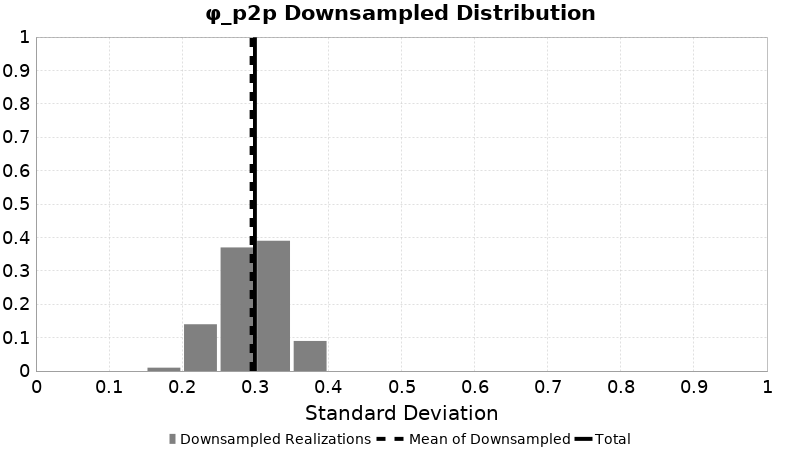 φ_p2p Downsampled Distribution
1
0.9
0.8
0.7
0.6
0.5
0.4
0.3
0.2
0.1
0
0 0.1 0.2 0.3 0.4 0.5 0.6 0.7 0.8 0.9 1
Standard Deviation
Downsampled Realizations Mean of Downsampled Total